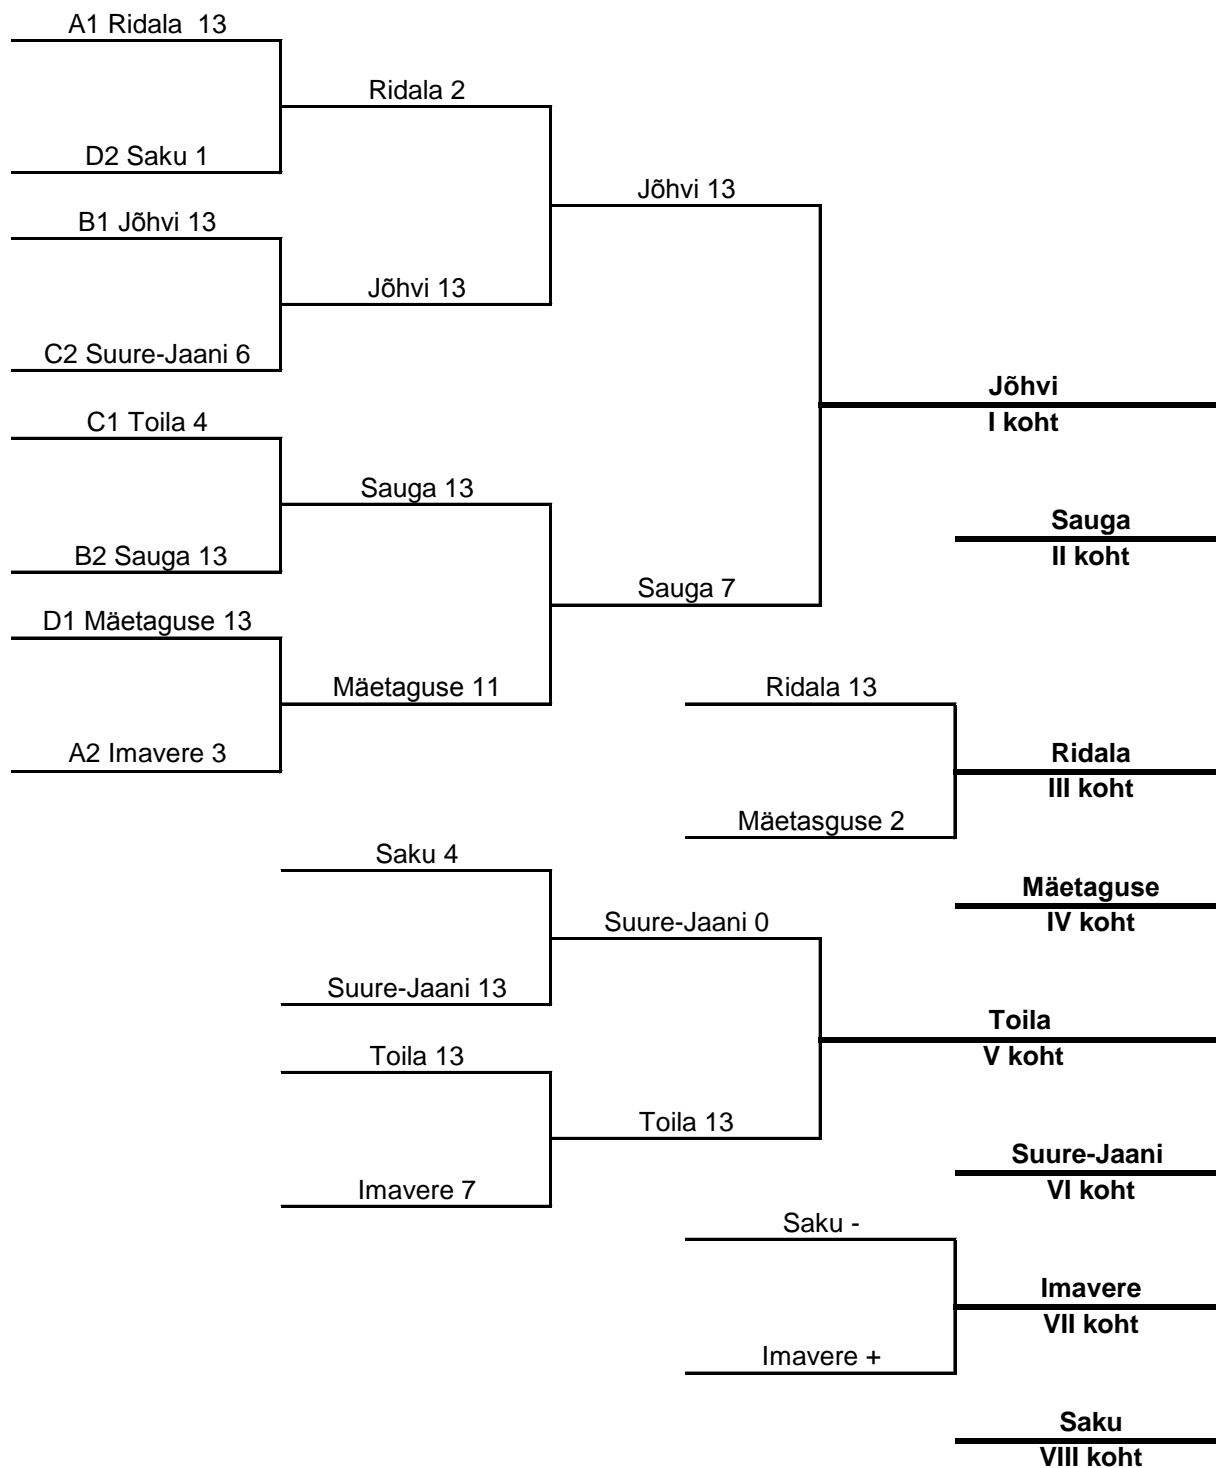 A1 Ridala  13
Ridala 2
D2 Saku 1
Jõhvi 13
B1 Jõhvi 13
Jõhvi 13
C2 Suure-Jaani 6
Jõhvi
I koht
C1 Toila 4
Sauga 13
Sauga
II koht
B2 Sauga 13
Sauga 7
D1 Mäetaguse 13
Mäetaguse 11
Ridala 13
A2 Imavere 3
Ridala
III koht
Mäetasguse 2
Saku 4
Mäetaguse
IV koht
Suure-Jaani 0
Suure-Jaani 13
Toila
V koht
Toila 13
Toila 13
Suure-Jaani
VI koht
Imavere 7
Saku -
Imavere
VII koht
Imavere +
Saku
VIII koht